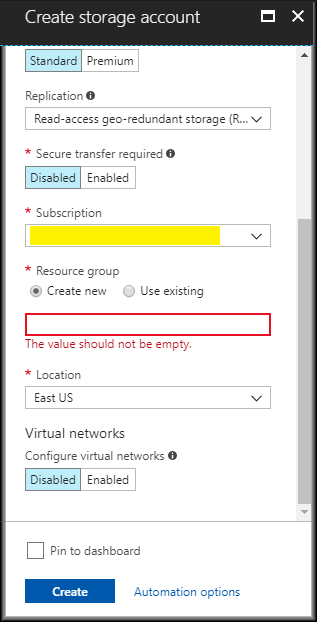 Create storage account
Standard Premium
Replication
Read-access geo-redundant storage (R...
* Secure transfer required
Disabled Enabled
* Subscription
* Resource group
Create new Use existing
The value should not be empty.
* Location
East US
Virtual networks
Configure virtual networks
Disabled Enabled
Pin to dashboard
Create Automation options